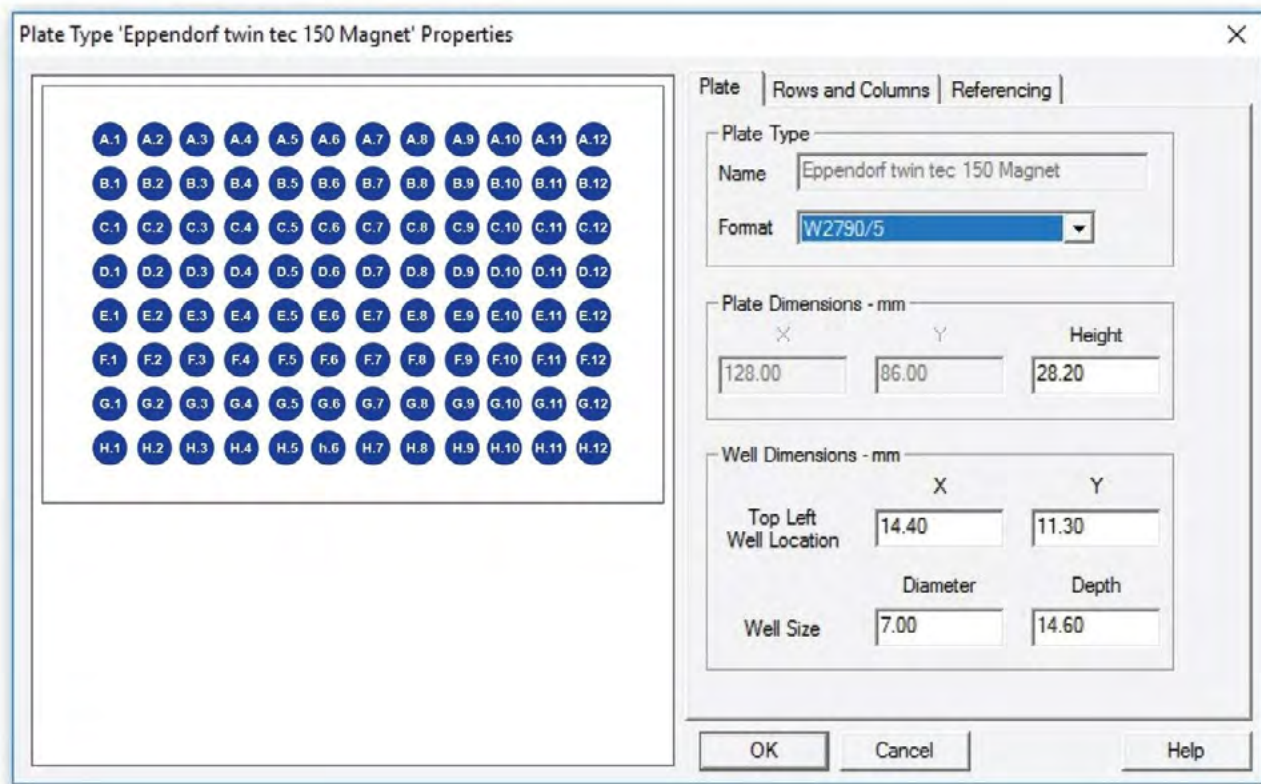 Plate Type 'Eppendorf twin tec 150 Magnet' Properties
A.1 A.2 A.3 A.4 A.5 A.6 A.7 A.8 A.9 A.10 A.11 A.12
B.1 B.2 B.3 B.4 B.5 B.6 B.7 B.8 B.9 B.10 B.11 B.12
C.1 C.2 C.3 C.4 C.5 C.6 C.7 C.8 C.9 C.10 C.11 C.12
D.1 D.2 D.3 D.4 D.5 D.6 D.7 D.8 D.9 D.10 D.11 D.12
E.1 E.2 E.3 E.4 E.5 E.6 E.7 E.8 E.9 E.10 E.11 E.12
F.1 F.2 F.3 F.4 F.5 F.6 F.7 F.8 F.9 F.10 F.11 F.12
G.1 G.2 G.3 G.4 G.5 G.6 G.7 G.8 G.9 G.10 G.11 G.12
H.1 H.2 H.3 H.4 H.5 h.6 H.7 H.8 H.9 H.10 H.11 H.12
Plate Rows and Columns Referencing
Plate Type
Name Eppendorf twin tec 150 Magnet
Format W2790/5
Plate Dimensions - mm
X Y Height
128.00 86.00 28.20
Well Dimensions - mm
X Y
Top Left
Well Location 14.40 11.30
Diameter Depth
Well Size 7.00 14.60
OK Cancel Help